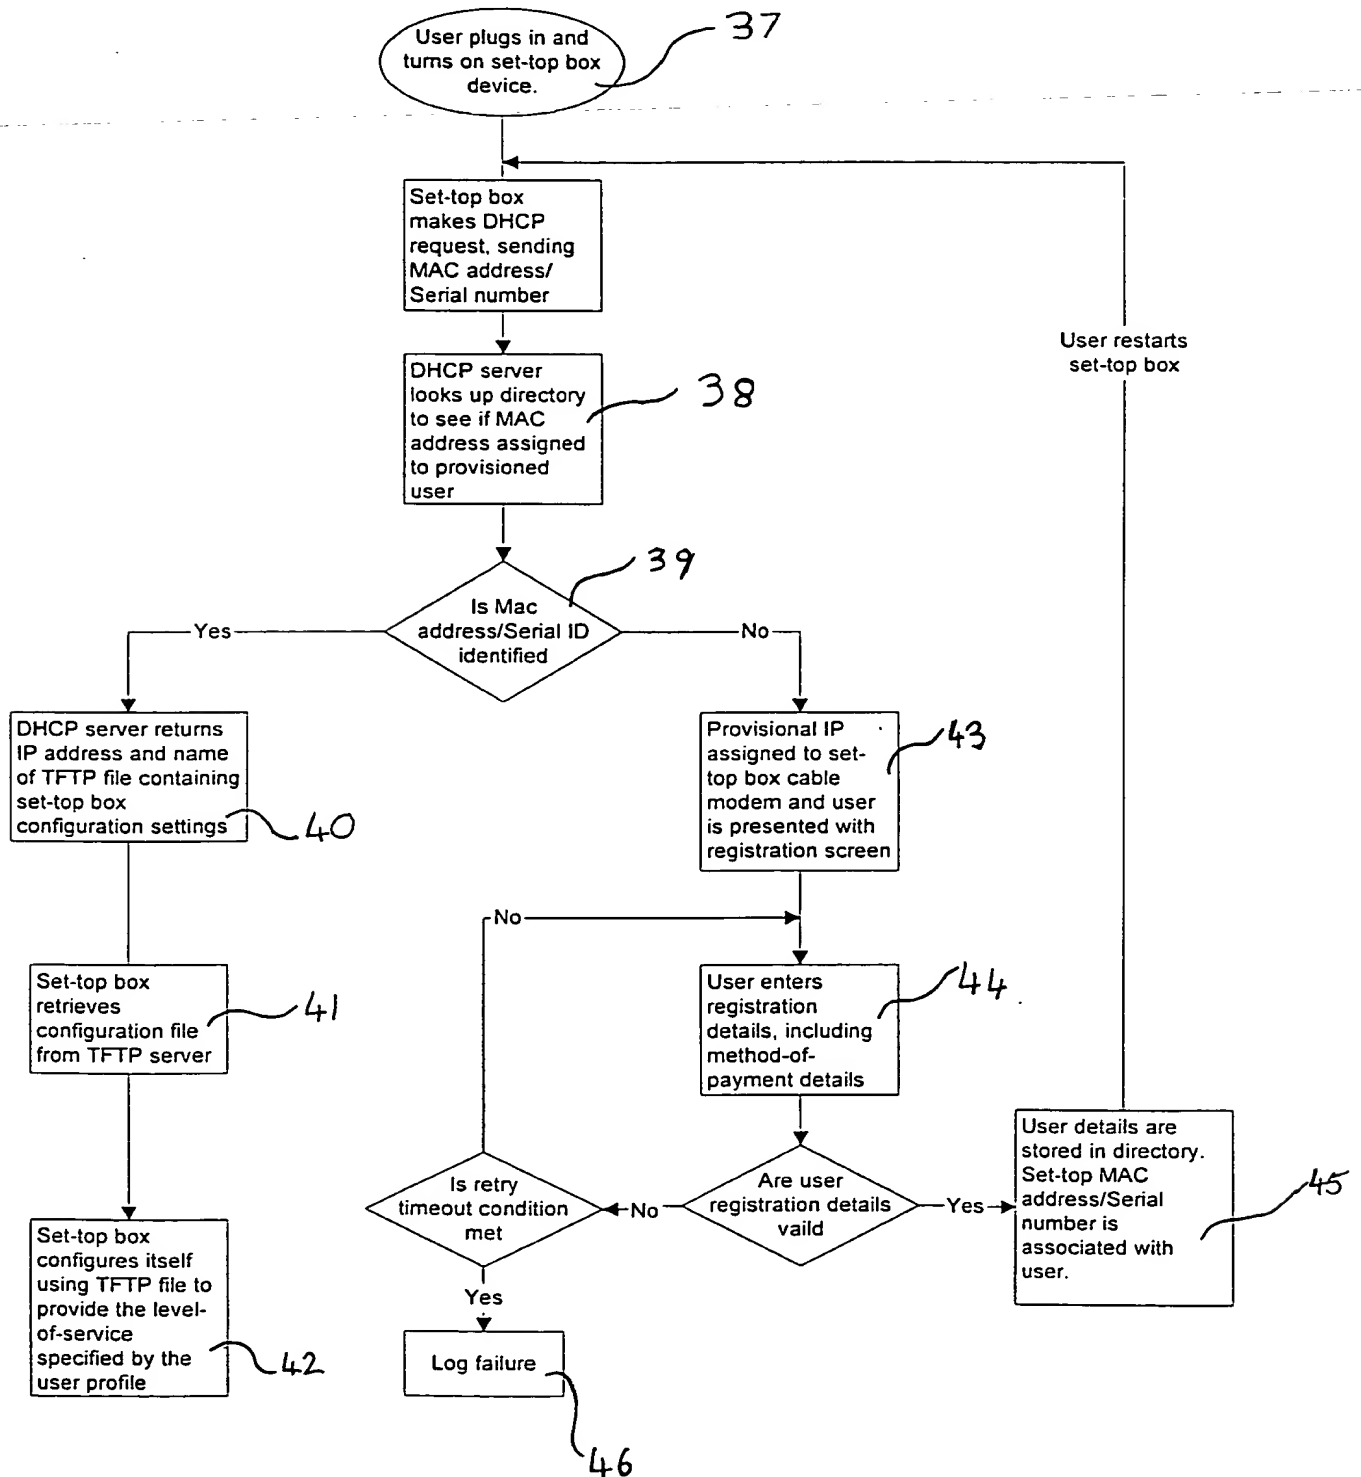 User plugs in and
turns on set-top box
device.
37
Set-top box
makes DHCP
request, sending
MAC address/
Serial number
User restarts
set-top box
DHCP server
looks up directory
to see if MAC
address assigned
to provisioned
user
38
39
Is Mac
address/Serial ID
identified
Yes
No
DHCP server returns
IP address and name
of TFTP file containing
set-top box
configuration settings
40
Provisional IP
assigned to set-
top box cable
modem and user
is presented with
registration screen
43
No
Set-top box
retrieves
configuration file
from TFTP server
41
User enters
registration
details, including
method-of-
payment details
44
User details are
stored in directory.
Set-top MAC
address/Serial
number is
associated with
user.
45
Is retry
timeout condition
met
No
Are user
registration details
vaild
Yes
Set-top box
configures itself
using TFTP file to
provide the level-
of-service
specified by the
user profile
42
Yes
Log failure
46